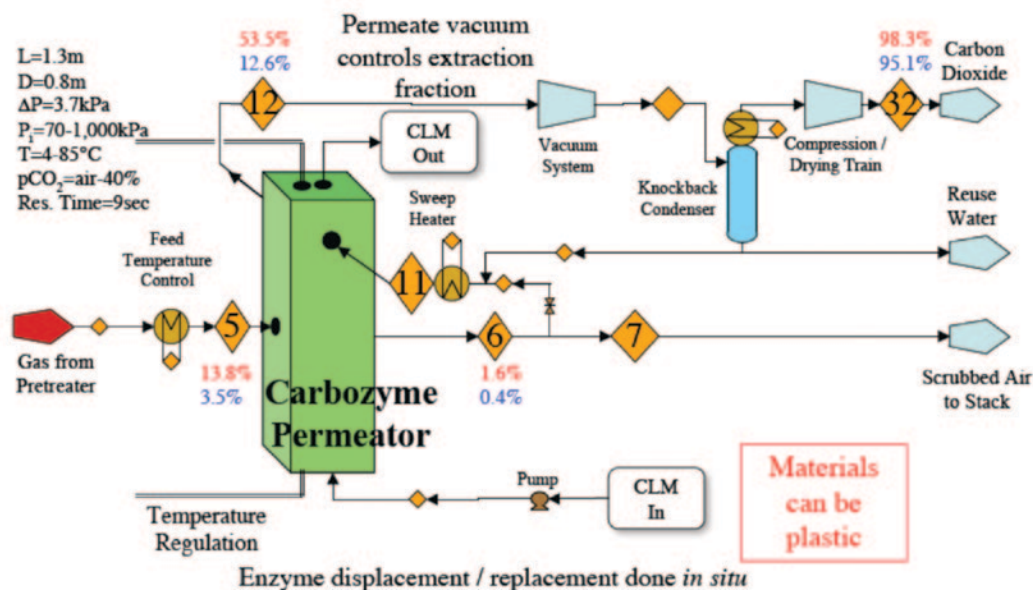 L=1.3m
D=0.8m
ΔP=3.7kPa
Pi=70-1,000kPa
T=4-85°C
pCO2=air-40%
Res. Time=9sec
53.5%
12.6%
12
Permeate vacuum
controls extraction
fraction
CLM
Out
Vacuum
System
98.3%
95.1%
32
Carbon
Dioxide
Compression /
Drying Train
Knockback
Condenser
Reuse
Water
Sweep
Heater
11
Feed
Temperature
Control
5
13.8%
3.5%
Gas from
Pretreater
6
1.6%
0.4%
7
Scrubbed Air
to Stack
Carbozyme
Permeator
Pump
CLM
In
Materials
can be
plastic
Temperature
Regulation
Enzyme displacement / replacement done in situ